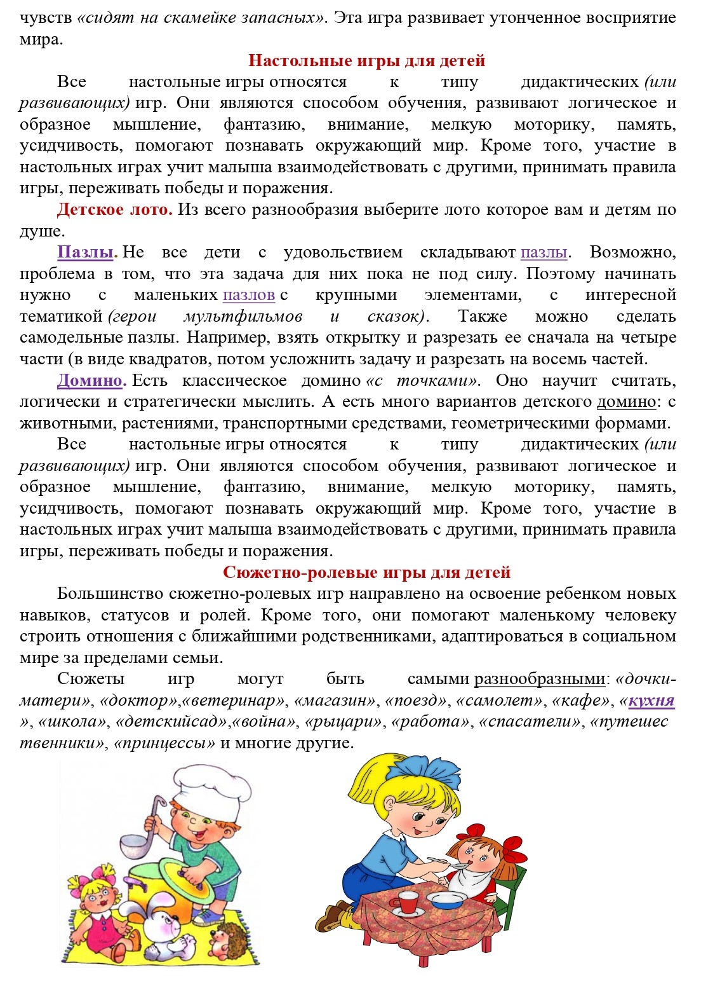 чувств «сидят на скамейке запасных». Эта игра развивает утонченное восприятие
мира.
Настольные игры для детей
Все настольные игры относятся к типу дидактических (или
развивающих) игр. Они являются способом обучения, развивают логическое и
образное мышление, фантазию, внимание, мелкую моторику, память,
усидчивость, помогают познавать окружающий мир. Кроме того, участие в
настольных играх учит малыша взаимодействовать с другими, принимать правила
игры, переживать победы и поражения.
Детское лото. Из всего разнообразия выберите лото которое вам и детям по
душе.
Пазлы. Не все дети с удовольствием складывают пазлы. Возможно,
проблема в том, что эта задача для них пока не под силу. Поэтому начинать
нужно с маленьких пазлов с крупными элементами, с интересной
тематикой (герои мультфильмов и сказок). Также можно сделать
самодельные пазлы. Например, взять открытку и разрезать ее сначала на четыре
части (в виде квадратов, потом усложнить задачу и разрезать на восемь частей.
Домино. Есть классическое домино «с точками». Оно научит считать,
логически и стратегически мыслить. А есть много вариантов детского домино: с
животными, растениями, транспортными средствами, геометрическими формами.
Все настольные игры относятся к типу дидактических (или
развивающих) игр. Они являются способом обучения, развивают логическое и
образное мышление, фантазию, внимание, мелкую моторику, память,
усидчивость, помогают познавать окружающий мир. Кроме того, участие в
настольных играх учит малыша взаимодействовать с другими, принимать правила
игры, переживать победы и поражения.
Сюжетно-ролевые игры для детей
Большинство сюжетно-ролевых игр направлено на освоение ребенком новых
навыков, статусов и ролей. Кроме того, они помогают маленькому человеку
строить отношения с ближайшими родственниками, адаптироваться в социальном
мире за пределами семьи.
Сюжеты игр могут быть самыми разнообразными: «дочки-
матери», «доктор»,«ветеринар», «магазин», «поезд», «самолет», «кафе», «кухня
», «школа», «детскийсад»,«война», «рыцари», «работа», «спасатели», «путешес
твенники», «принцессы» и многие другие.